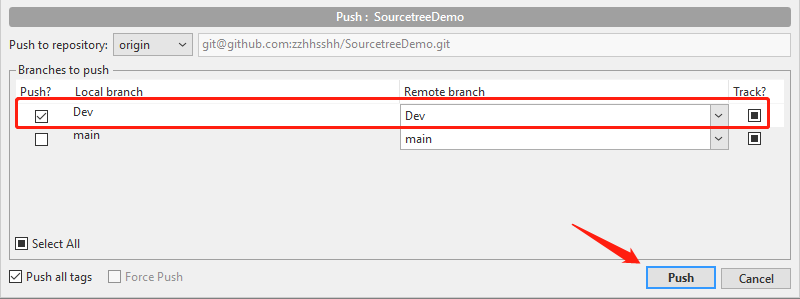 Push : SourcetreeDemo
Push to repository: origin git@github.com:zzhhsshh/SourcetreeDemo.git
Branches to push
Push? Local branch Remote branch Track?
Dev Dev
main main
Select All
Push all tags Force Push Push Cancel